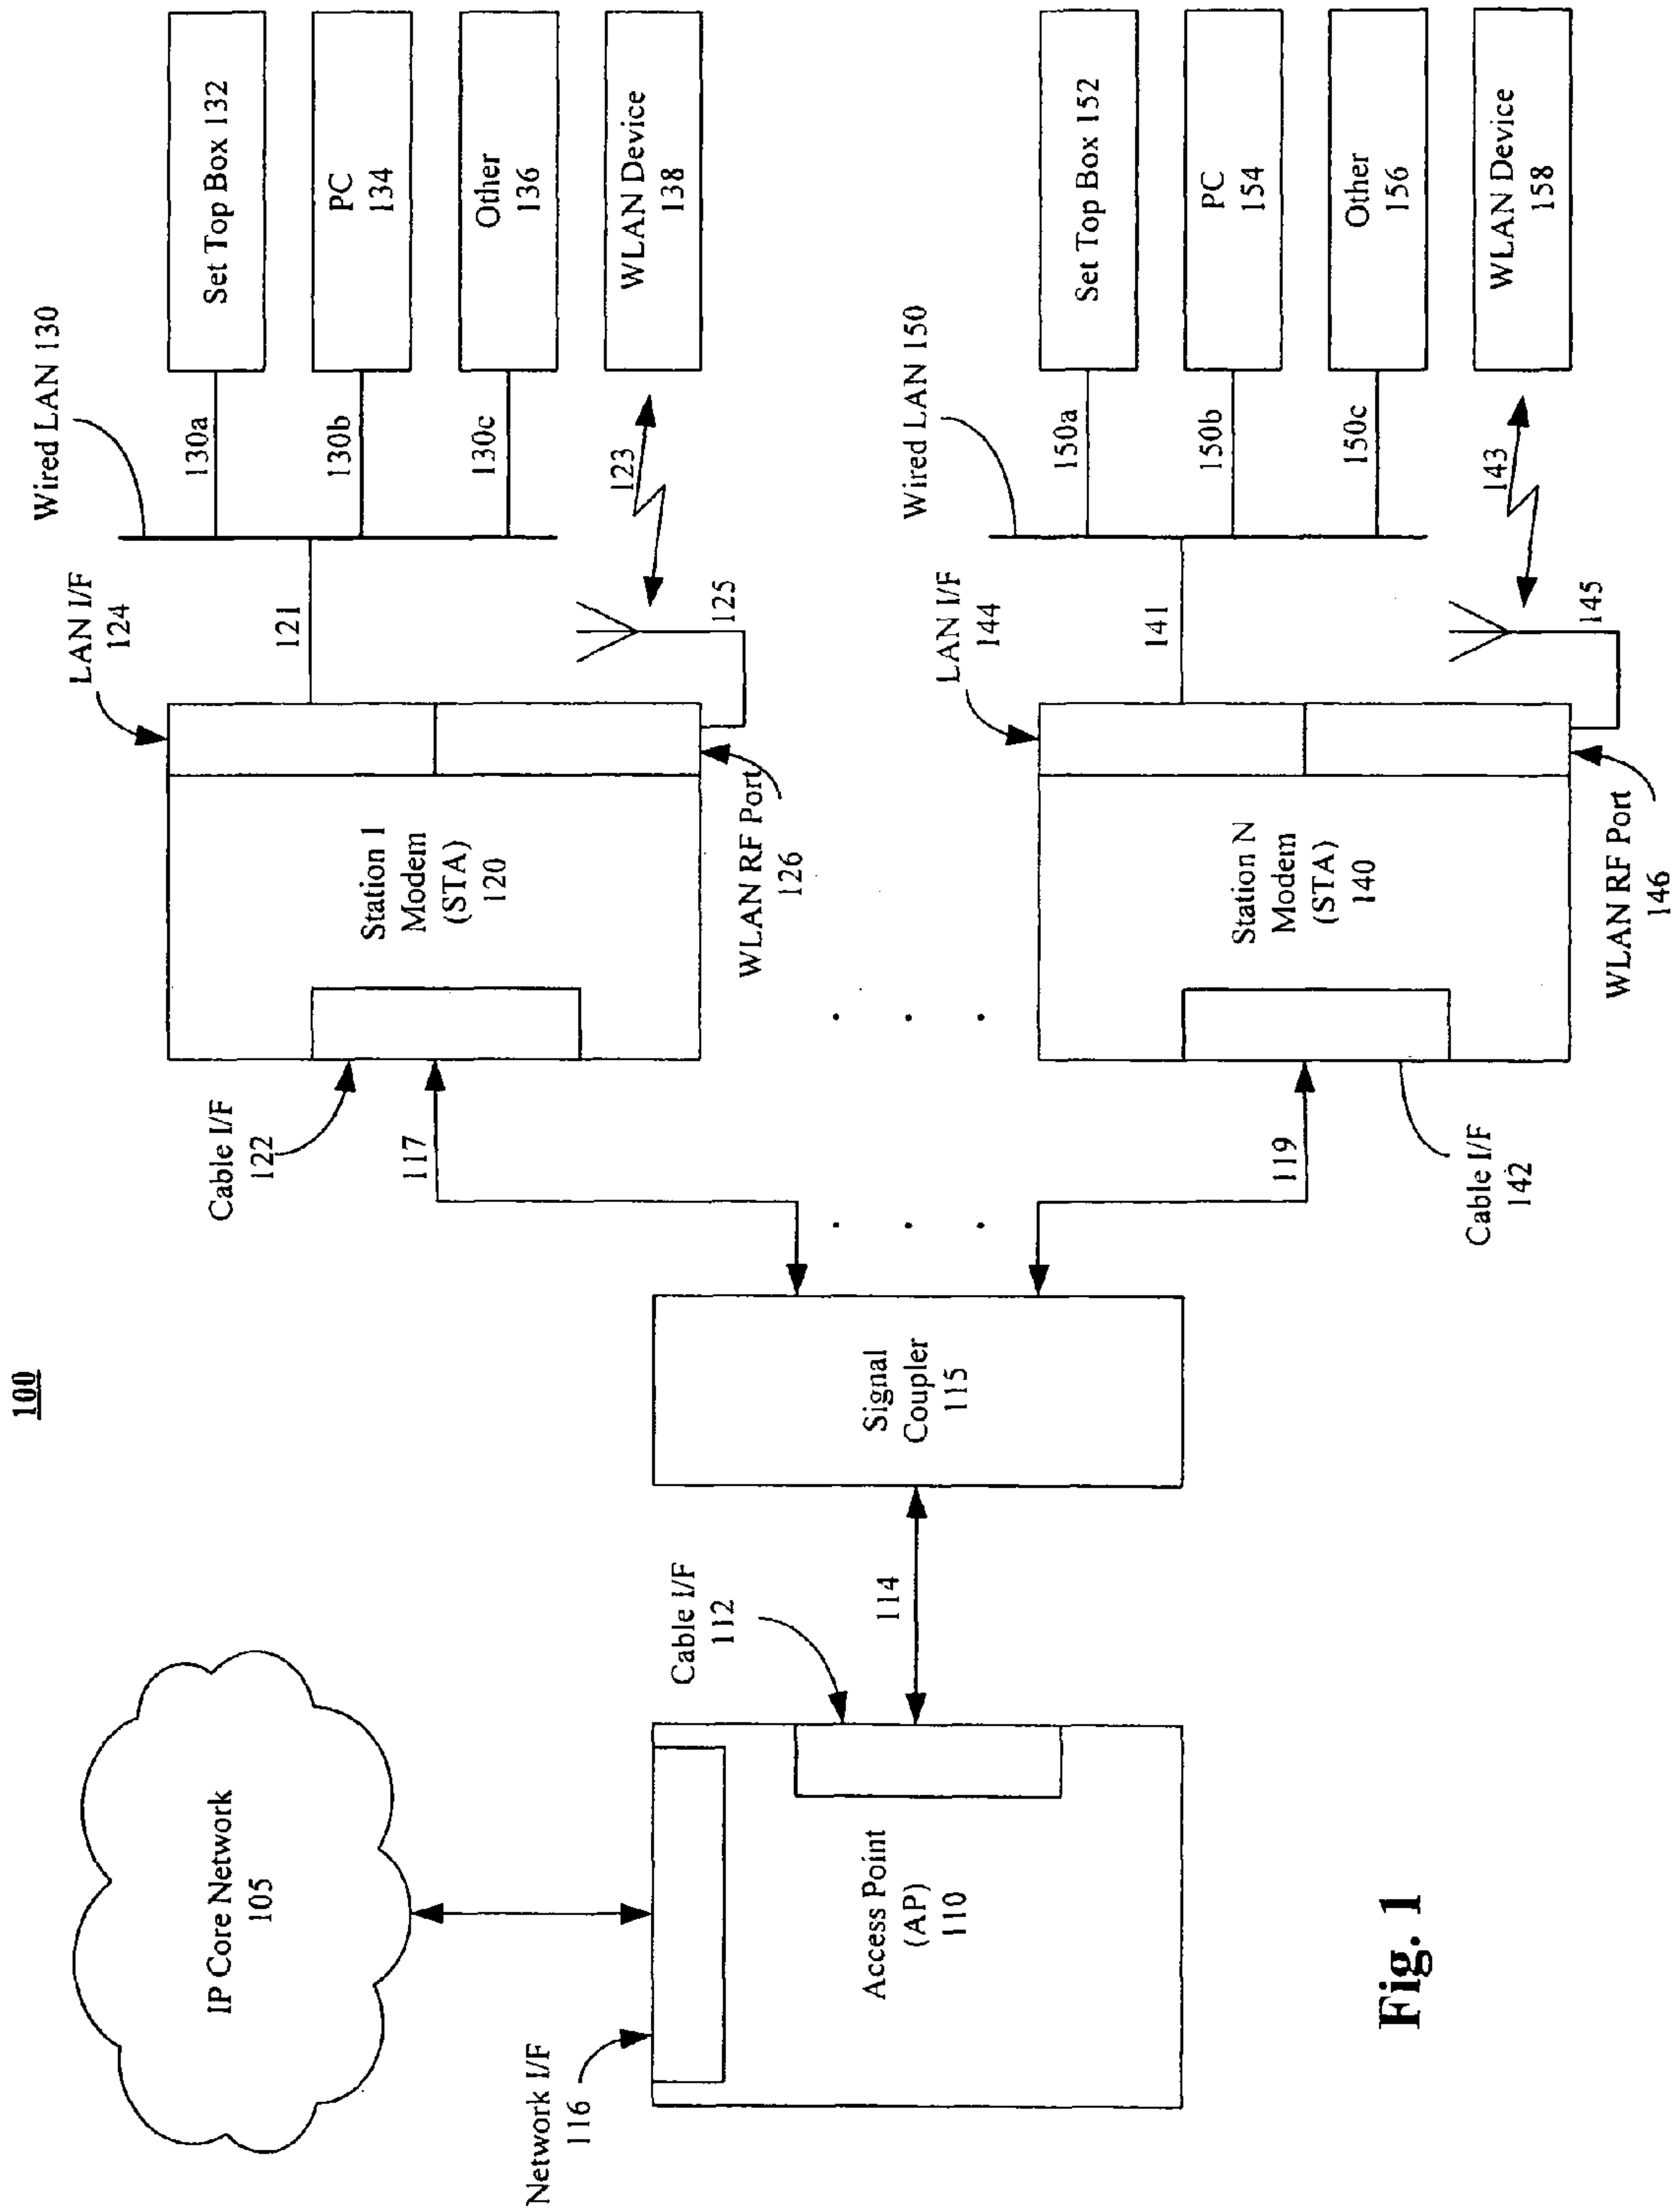 100
IP Core Network
105
Network I/F
116
Access Point
(AP)
110
Cable I/F
112
114
Signal
Coupler
115
117
119
Cable I/F
122
Station 1
Modem
(STA)
120
LAN I/F
124
WLAN RF Port
126
121
125
123
Wired LAN 130
130a
130b
130c
Set Top Box 132
PC
134
Other
136
WLAN Device
138
Cable I/F
142
Station N
Modem
(STA)
140
LAN I/F
144
WLAN RF Port
146
141
145
143
Wired LAN 150
150a
150b
150c
Set Top Box 152
PC
154
Other
156
WLAN Device
158
Fig. 1